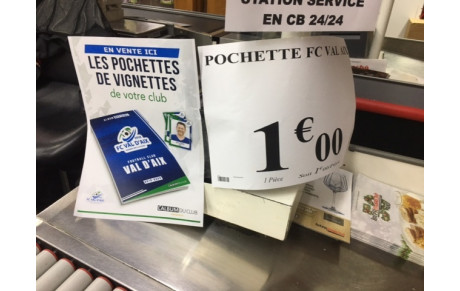 STATION SERVICE
EN CB 24/24
EN VENTE ICI
LES POCHETTES
DE VIGNETTES
de votre club
FC VAL D'AIX
FOOTBALL CLUB
VAL D'AIX
POCHETTE FC VAL AIX
1€00
1 Pièce